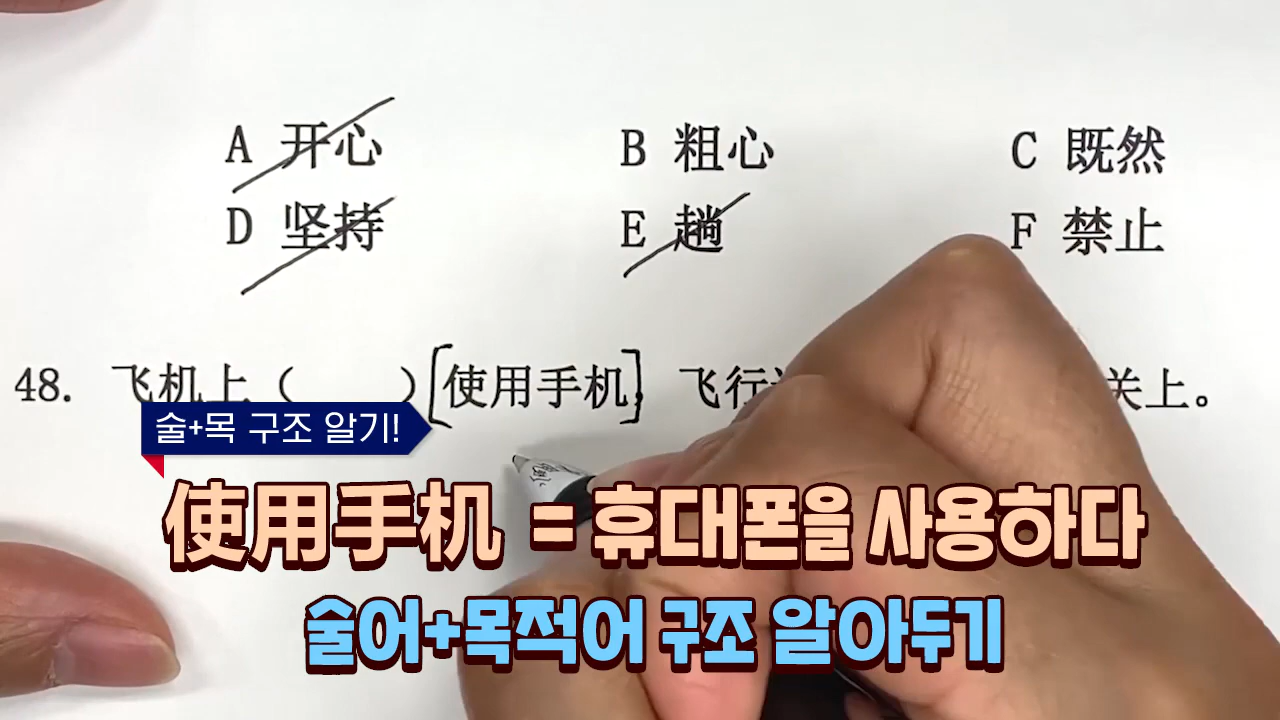 A 开心 B 粗心 C 既然
D 坚持 E 趟 F 禁止
48. 飞机上（ ）[使用手机], 飞行 关上。
술+목 구조 알기!
使用手机 = 휴대폰을 사용하다
술어+목적어 구조 알아두기